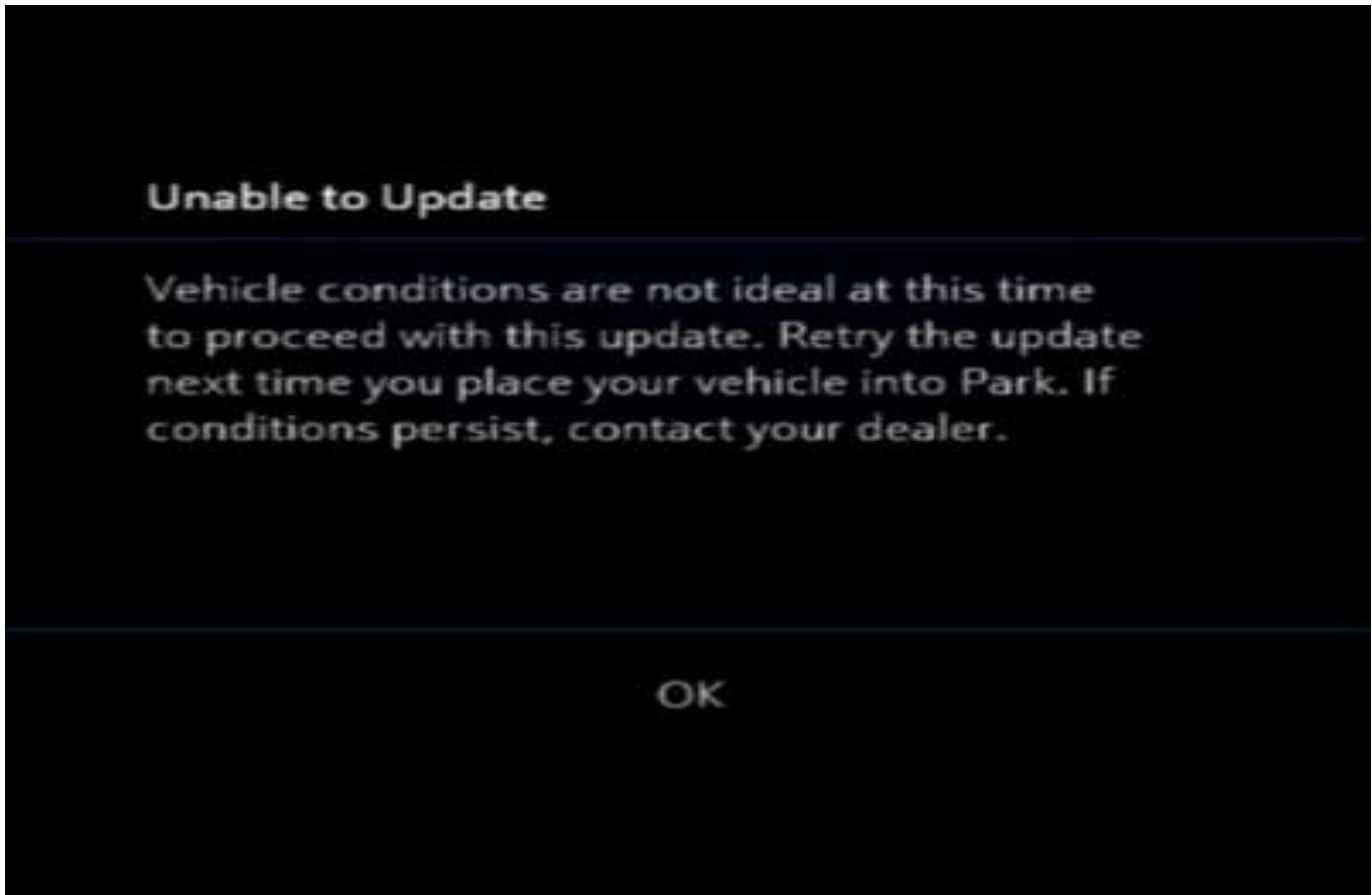 Unable to Update
Vehicle conditions are not ideal at this time
to proceed with this update. Retry the update
next time you place your vehicle into Park. If
conditions persist, contact your dealer.
OK